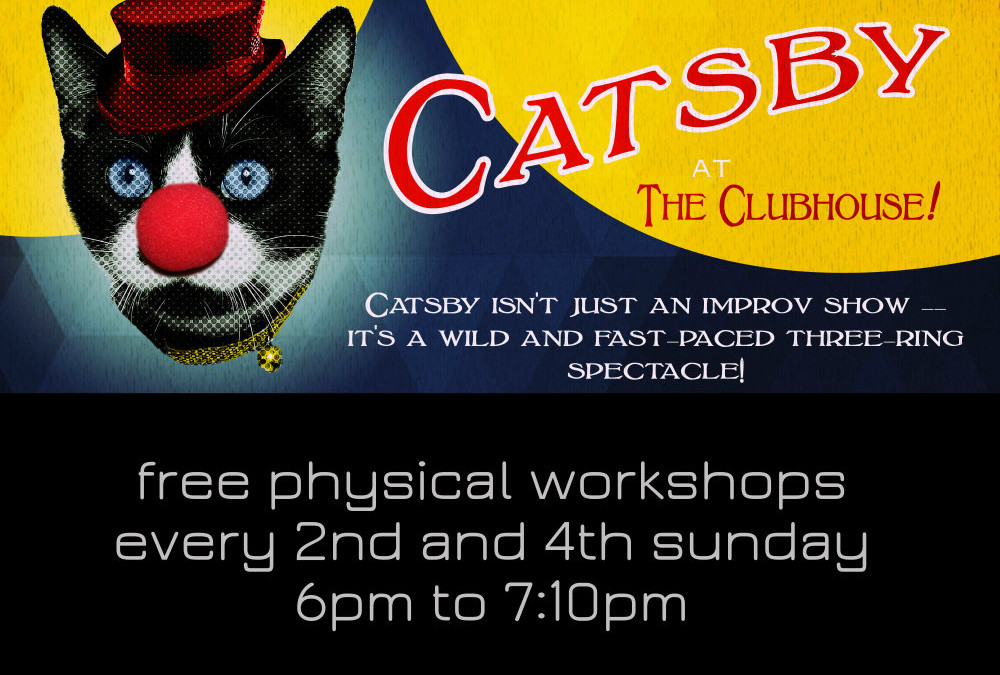 CATSBY
AT
THE CLUBHOUSE!
CATSBY ISN'T JUST AN IMPROV SHOW --
IT'S A WILD AND FAST-PACED THREE-RING
SPECTACLE!
free physical workshops
every 2nd and 4th sunday
6pm to 7:10pm